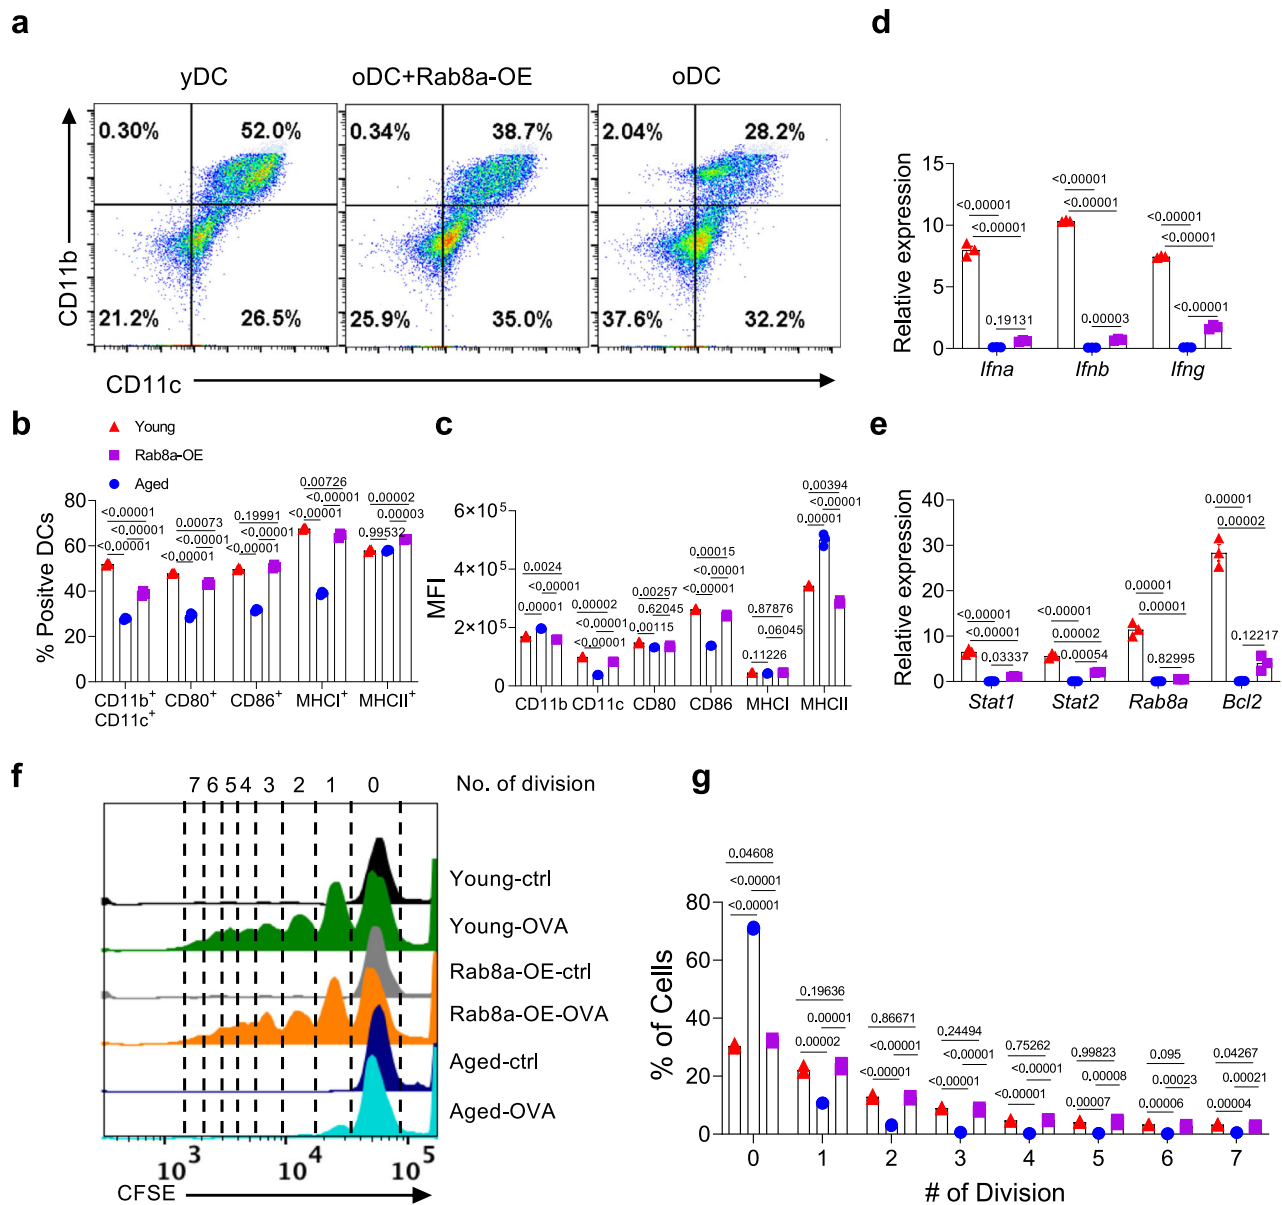 a
yDC
oDC+Rab8a-OE
oDC
0.30%
52.0%
0.34%
38.7%
2.04%
28.2%
21.2%
26.5%
25.9%
35.0%
37.6%
32.2%
CD11b
CD11c
d
Relative expression
15
10
5
0
<0.00001
<0.00001
0.19131
<0.00001
<0.00001
0.00003
<0.00001
<0.00001
<0.00001
Ifna
Ifnb
Ifng
b
Young
Rab8a-OE
Aged
% Positive DCs
80
60
40
20
0
<0.00001
<0.00001
<0.00001
0.00073
<0.00001
<0.00001
0.19991
<0.00001
<0.00001
0.00726
<0.00001
<0.00001
0.00002
0.00003
0.99532
CD11b+
CD11c+
CD80+
CD86+
MHCI+
MHCII+
c
MFI
6×10⁵
4×10⁵
2×10⁵
0
0.0024
<0.00001
0.00001
0.00002
<0.00001
<0.00001
0.00257
0.62045
0.00115
0.00015
<0.00001
<0.00001
0.87876
0.06045
0.11226
0.00394
<0.00001
0.00001
CD11b
CD11c
CD80
CD86
MHCI
MHCII
e
Relative expression
40
30
20
10
0
<0.00001
<0.00001
0.03337
<0.00001
0.00002
0.00054
0.00001
0.00001
0.82995
0.00001
0.00002
0.12217
Stat1
Stat2
Rab8a
Bcl2
f
7 6 5 4 3 2 1 0
No. of division
Young-ctrl
Young-OVA
Rab8a-OE-ctrl
Rab8a-OE-OVA
Aged-ctrl
Aged-OVA
10³
10⁴
10⁵
CFSE
g
% of Cells
80
60
40
20
0
0.04608
<0.00001
<0.00001
0.19636
0.00001
0.00002
0.86671
<0.00001
<0.00001
0.24494
<0.00001
<0.00001
0.75262
<0.00001
<0.00001
0.99823
0.00008
0.00007
0.095
0.00023
0.00006
0.04267
0.00021
0.00004
0 1 2 3 4 5 6 7
# of Division